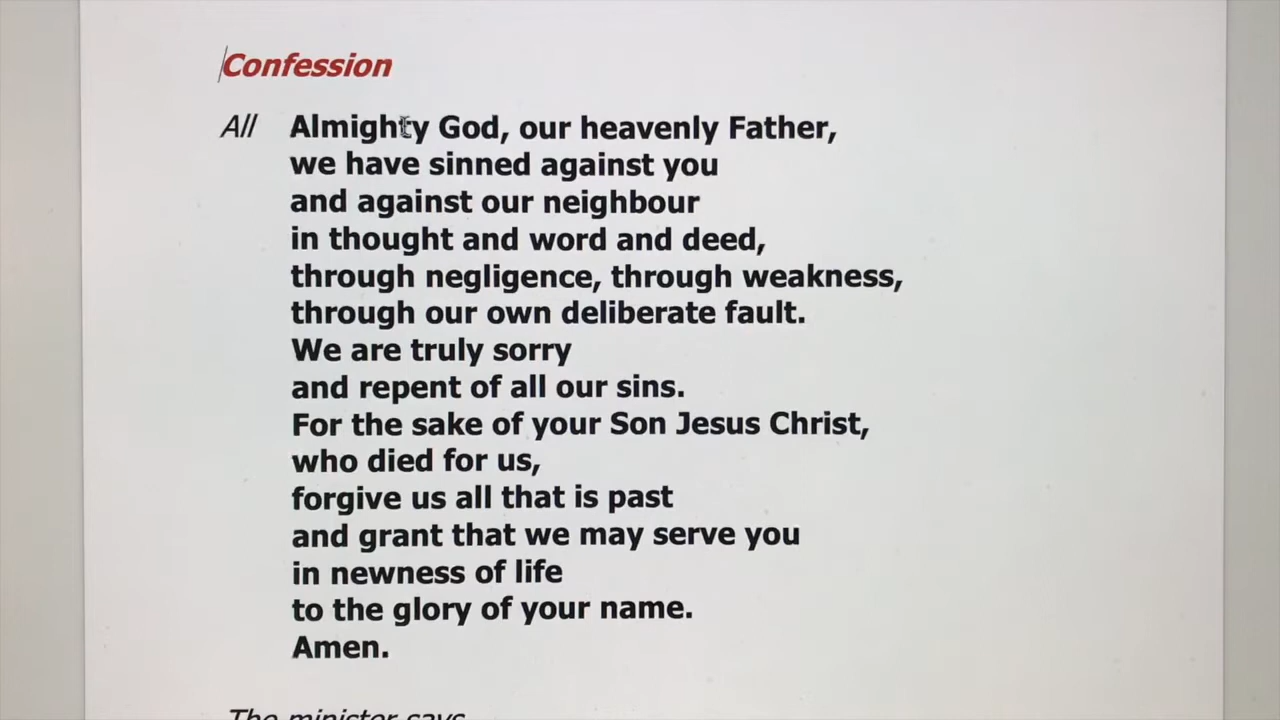 Confession
All Almighty God, our heavenly Father,
we have sinned against you
and against our neighbour
in thought and word and deed,
through negligence, through weakness,
through our own deliberate fault.
We are truly sorry
and repent of all our sins.
For the sake of your Son Jesus Christ,
who died for us,
forgive us all that is past
and grant that we may serve you
in newness of life
to the glory of your name.
Amen.
The minister says